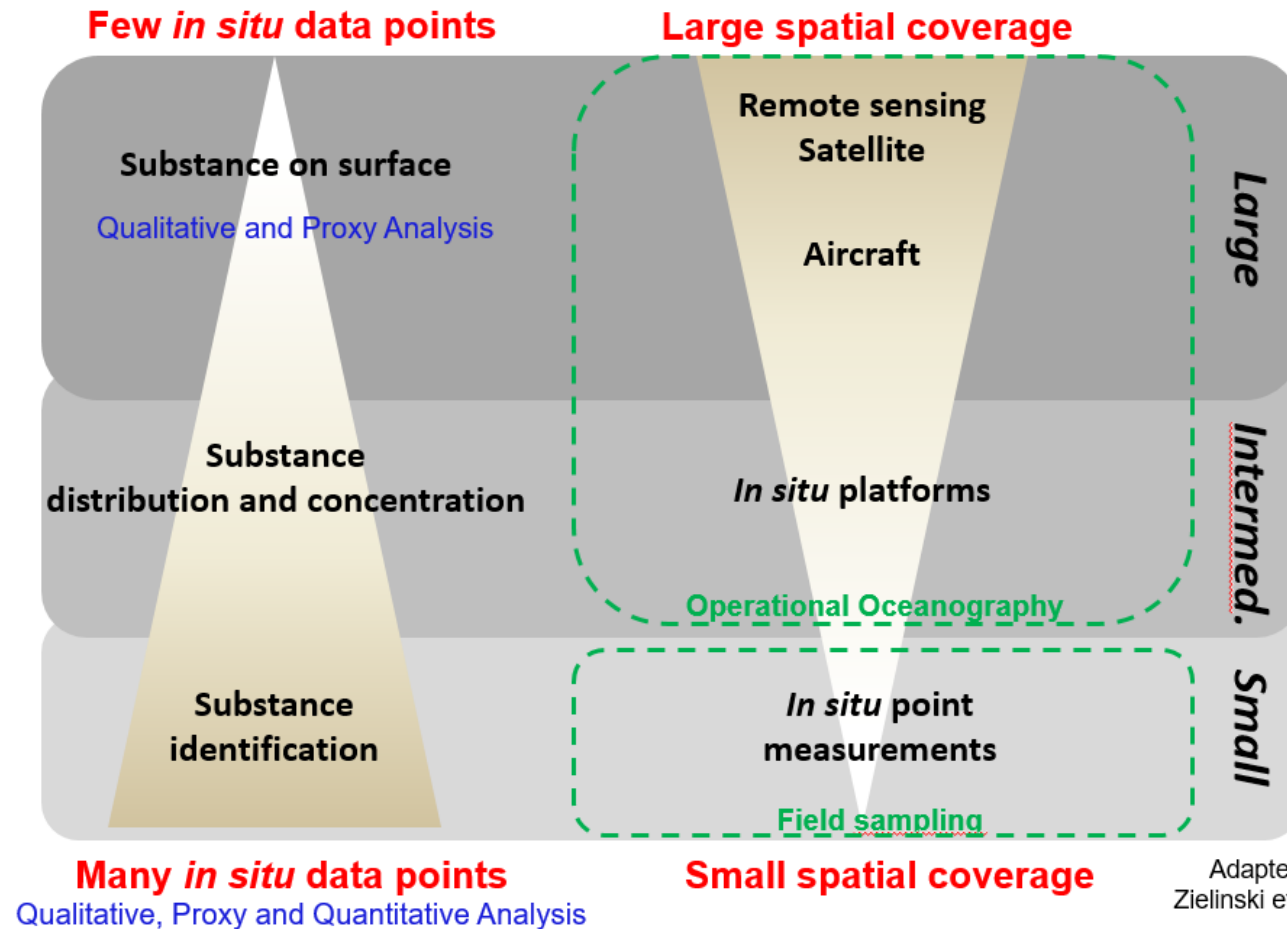 Few in situ data points
Large spatial coverage
Substance on surface
Qualitative and Proxy Analysis
Remote sensing
Satellite
Aircraft
Large
Substance
distribution and concentration
In situ platforms
Operational Oceanography
Intermed.
Substance
identification
In situ point
measurements
Field sampling
Small
Many in situ data points
Qualitative, Proxy and Quantitative Analysis
Small spatial coverage
Adapte
Zielinski e